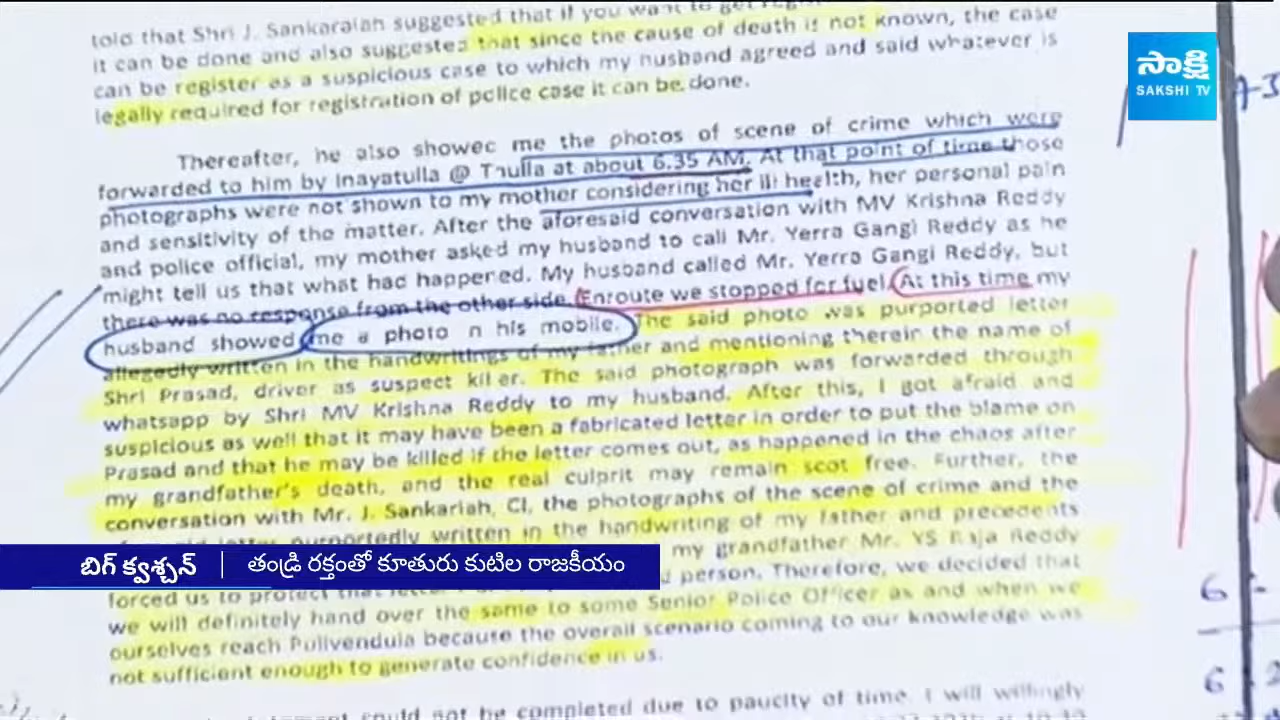 told that Shri J. Sankaraiah suggested that if you want to get
it can be done and also suggested that since the cause of death is not known, the case
can be register as a suspicious case to which my husband agreed and said whatever is
legally required for registration of police case it can be done.
సాక్షి
SAKSHI TV
Thereafter, he also showed me the photos of scene of crime which were
forwarded to him by Inayatulla @ Thulla at about 6.35 AM. At that point of time those
photographs were not shown to my mother considering her ill health, her personal pain
and sensitivity of the matter. After the aforesaid conversation with MV Krishna Reddy
and police official, my mother asked my husband to call Mr. Yerra Gangi Reddy as he
might tell us that what had happened. My husband called Mr. Yerra Gangi Reddy, but
there was no response from the other side. Enroute we stopped for fuel. At this time my
husband showed me a photo n his mobile. The said photo was purported letter
allegedly written in the handwritings of my father and mentioning therein the name of
Shri Prasad, driver as suspect killer. The said photograph was forwarded through
whatsapp by Shri MV Krishna Reddy to my husband. After this, I got afraid and
suspicious as well that it may have been a fabricated letter in order to put the blame on
Prasad and that he may be killed if the letter comes out, as happened in the chaos after
my grandfather's death, and the real culprit may remain scot free. Further, the
conversation with Mr. J. Sankariah, CI, the photographs of the scene of crime and the
letter purportedly written in the handwriting of my father and precedents
my grandfather Mr. YS Raja Reddy
బిగ్ క్వశ్చన్ | తండ్రి రక్తంతో కూతురు కుటిల రాజకీయం
person. Therefore, we decided that
forced us to protect that
we will definitely hand over the same to some Senior Police Officer as and when we
ourselves reach Pulivendula because the overall scenario coming to our knowledge was
not sufficient enough to generate confidence in us.
could not be completed due to paucity of time. I will willingly